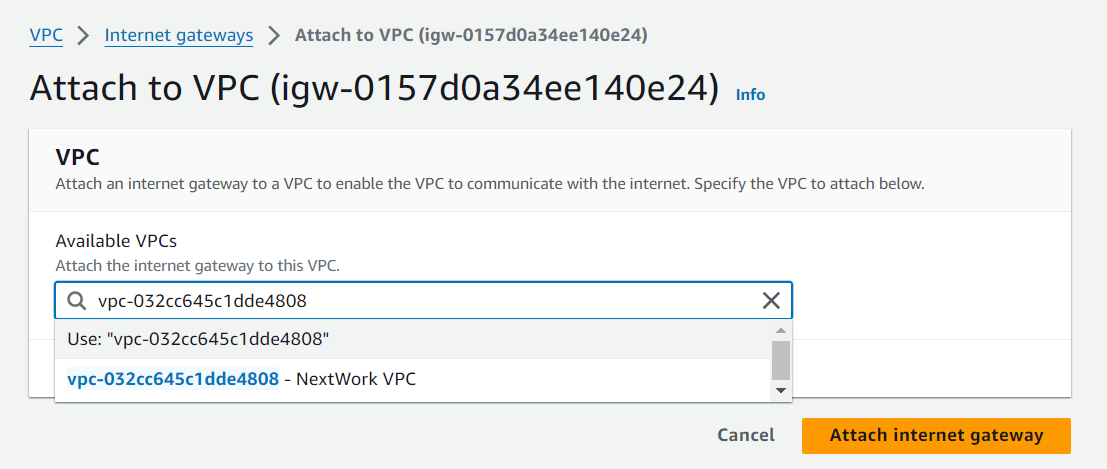 VPC > Internet gateways > Attach to VPC (igw-0157d0a34ee140e24)
Attach to VPC (igw-0157d0a34ee140e24) Info
VPC
Attach an internet gateway to a VPC to enable the VPC to communicate with the internet. Specify the VPC to attach below.
Available VPCs
Attach the internet gateway to this VPC.
vpc-032cc645c1dde4808
Use: "vpc-032cc645c1dde4808"
vpc-032cc645c1dde4808 - NextWork VPC
Cancel Attach internet gateway